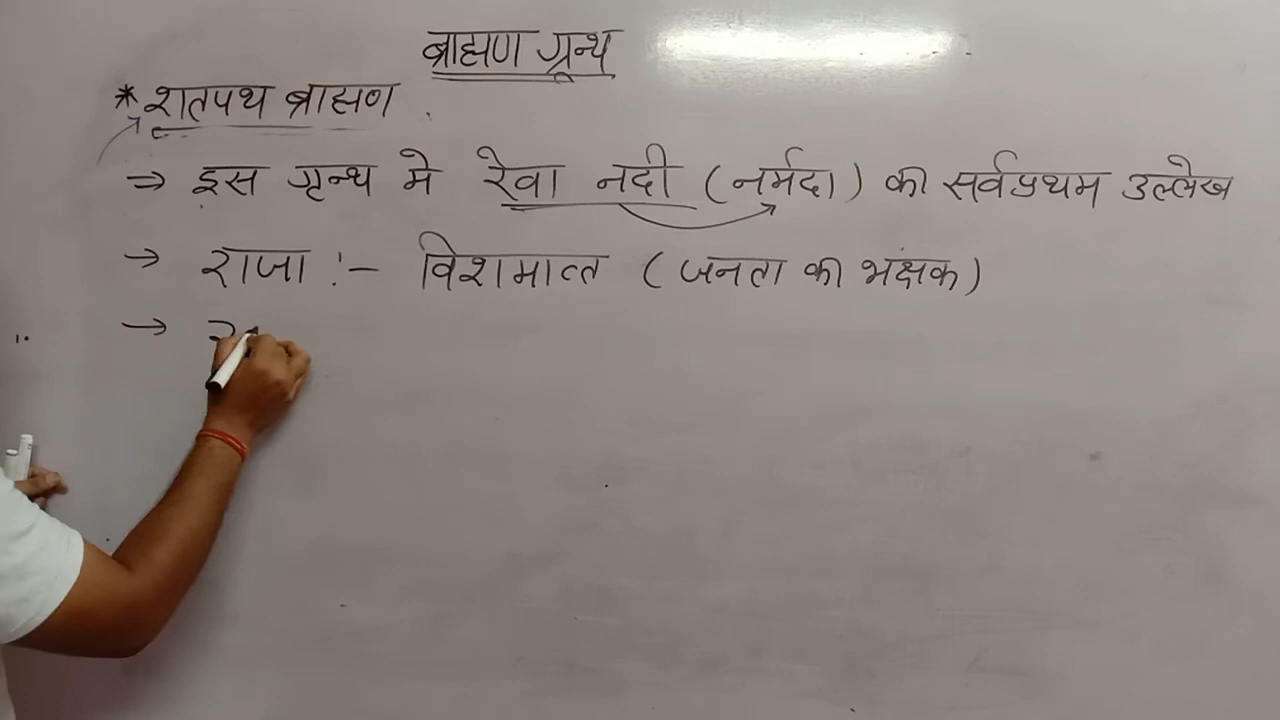 ब्राह्मण ग्रन्थ
* शतपथ ब्राह्मण
→ इस ग्रन्थ मे रेवा नदी (नर्मदा) की सर्वप्रथम उल्लेख
→ राजा :- विशमात्त (जनता की भक्षक)
→